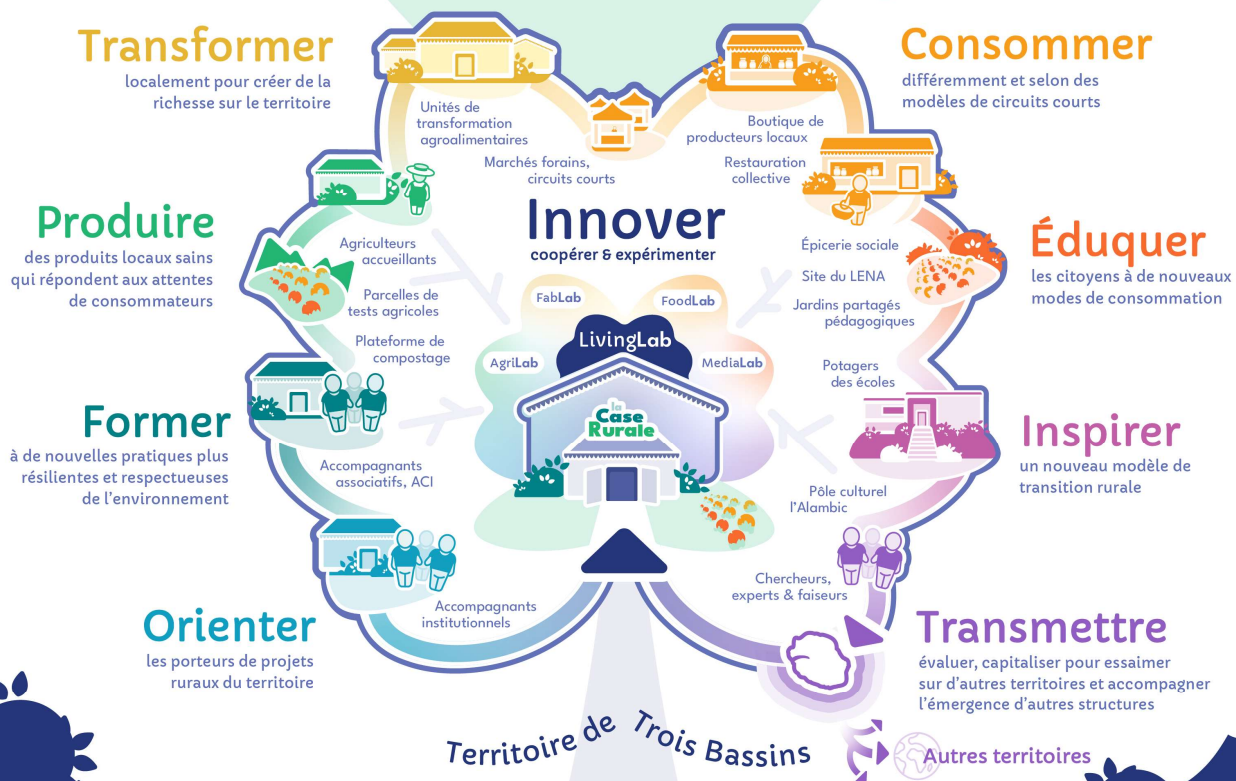 Transformer
localement pour créer de la
richesse sur le territoire
Consommer
différemment et selon des
modèles de circuits courts
Unités de
transformation
agroalimentaires
Marchés forains,
circuits courts
Boutique de
producteurs locaux
Restauration
collective
Produire
des produits locaux sains
qui répondent aux attentes
de consommateurs
Agriculteurs
accueillants
Parcelles de
tests agricoles
Plateforme de
compostage
Innover
coopérer & expérimenter
FabLab
FoodLab
LivingLab
AgriLab
MediaLab
la
Case
Rurale
Épicerie sociale
Site du LENA
Jardins partagés
pédagogiques
Potagers
des écoles
Éduquer
les citoyens à de nouveaux
modes de consommation
Former
à de nouvelles pratiques plus
résilientes et respectueuses
de l'environnement
Accompagnants
associatifs, ACI
Inspirer
un nouveau modèle de
transition rurale
Pôle culturel
l'Alambic
Orienter
les porteurs de projets
ruraux du territoire
Accompagnants
institutionnels
Chercheurs,
experts & faiseurs
Transmettre
évaluer, capitaliser pour essaimer
sur d'autres territoires et accompagner
l'émergence d'autres structures
Territoire de Trois Bassins
Autres territoires